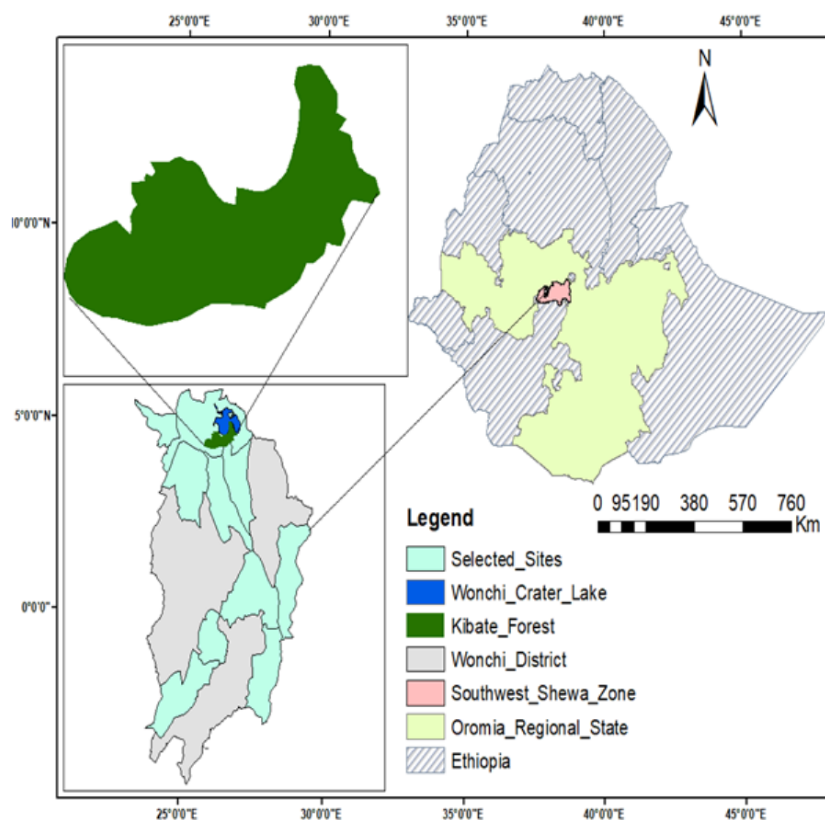 25°0'0"E 30°0'0"E 35°0'0"E 40°0'0"E 45°0'0"E
N
10°0'0"N
5°0'0"N
0°0'0"
0 95190 380 570 760
Km
Legend
Selected_Sites
Wonchi_Crater_Lake
Kibate_Forest
Wonchi_District
Southwest_Shewa_Zone
Oromia_Regional_State
Ethiopia
25°0'0"E 30°0'0"E 35°0'0"E 40°0'0"E 45°0'0"E